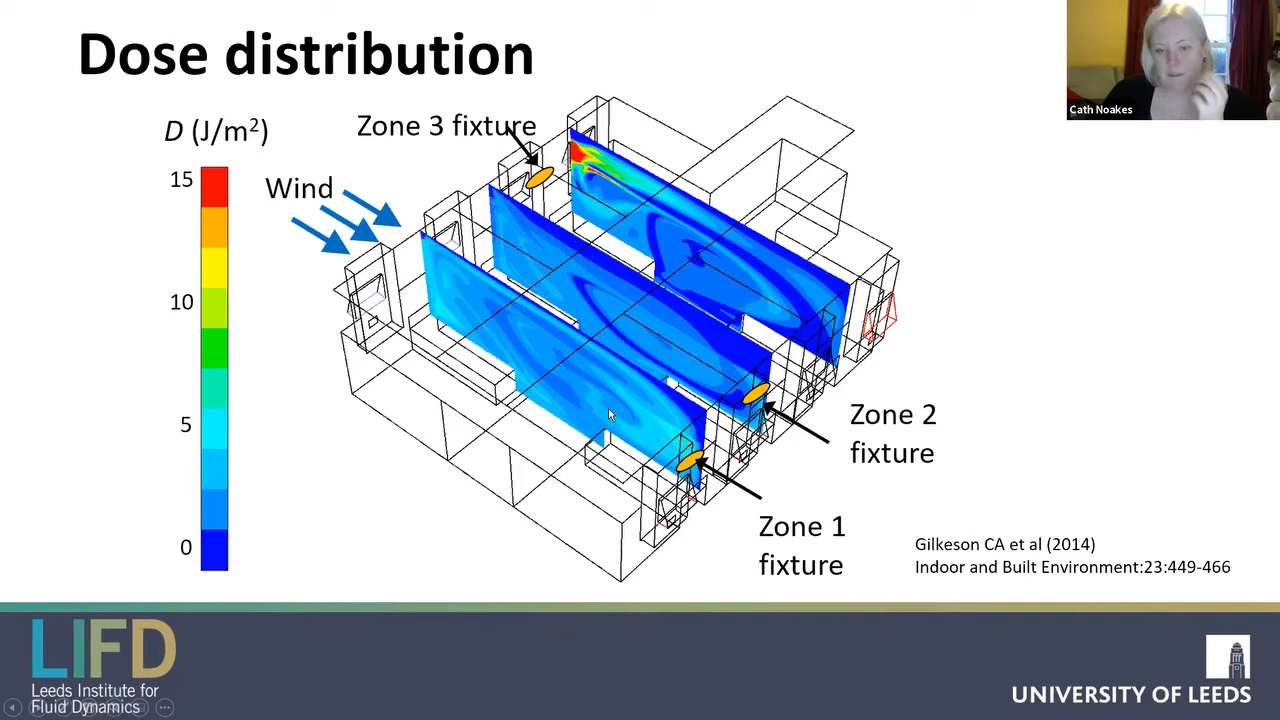 Dose distribution
Cath Noakes
D (J/m²)
Zone 3 fixture
15
Wind
10
5
0
Zone 2
fixture
Zone 1
fixture
Gilkeson CA et al (2014)
Indoor and Built Environment:23:449-466
LIFD
Leeds Institute for
Fluid Dynamics
UNIVERSITY OF LEEDS